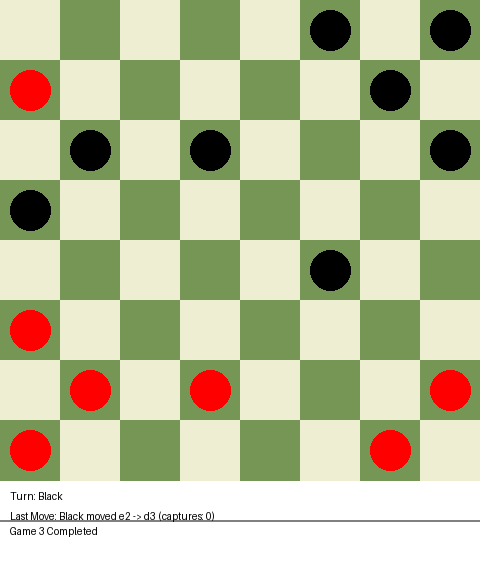 Turn: Black
Last Move: Black moved e2 -> d3 (captures: 0)
Game 3 Completed